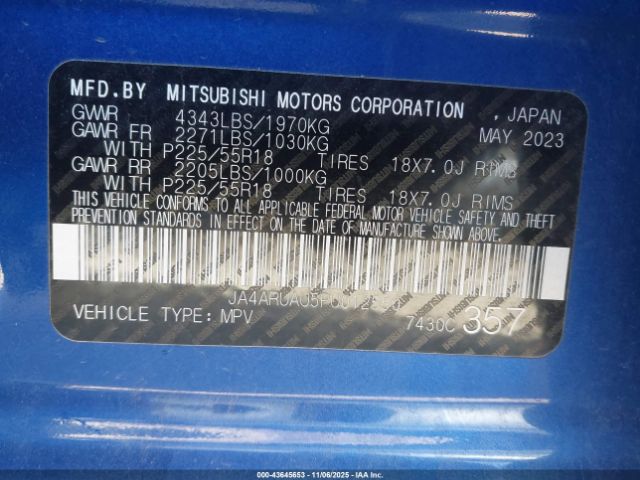 MFD.BY MITSUBISHI MOTORS CORPORATION , JAPAN
GVWR 4343LBS/1970KG MAY 2023
GAWR FR 2271LBS/1030KG
WITH P225/55R18 TIRES 18X7.0J RIMS
GAWR RR 2205LBS/1000KG
WITH P225/55R18 TIRES 18X7.0J RIMS
THIS VEHICLE CONFORMS TO ALL APPLICABLE FEDERAL MOTOR VEHICLE SAFETY AND THEFT
PREVENTION STANDARDS IN EFFECT ON THE DATE OF MANUFACTURE SHOWN ABOVE.
VEHICLE TYPE: MPV 7430C 357
000-43645653 - 11/06/2025 - IAAI.COM